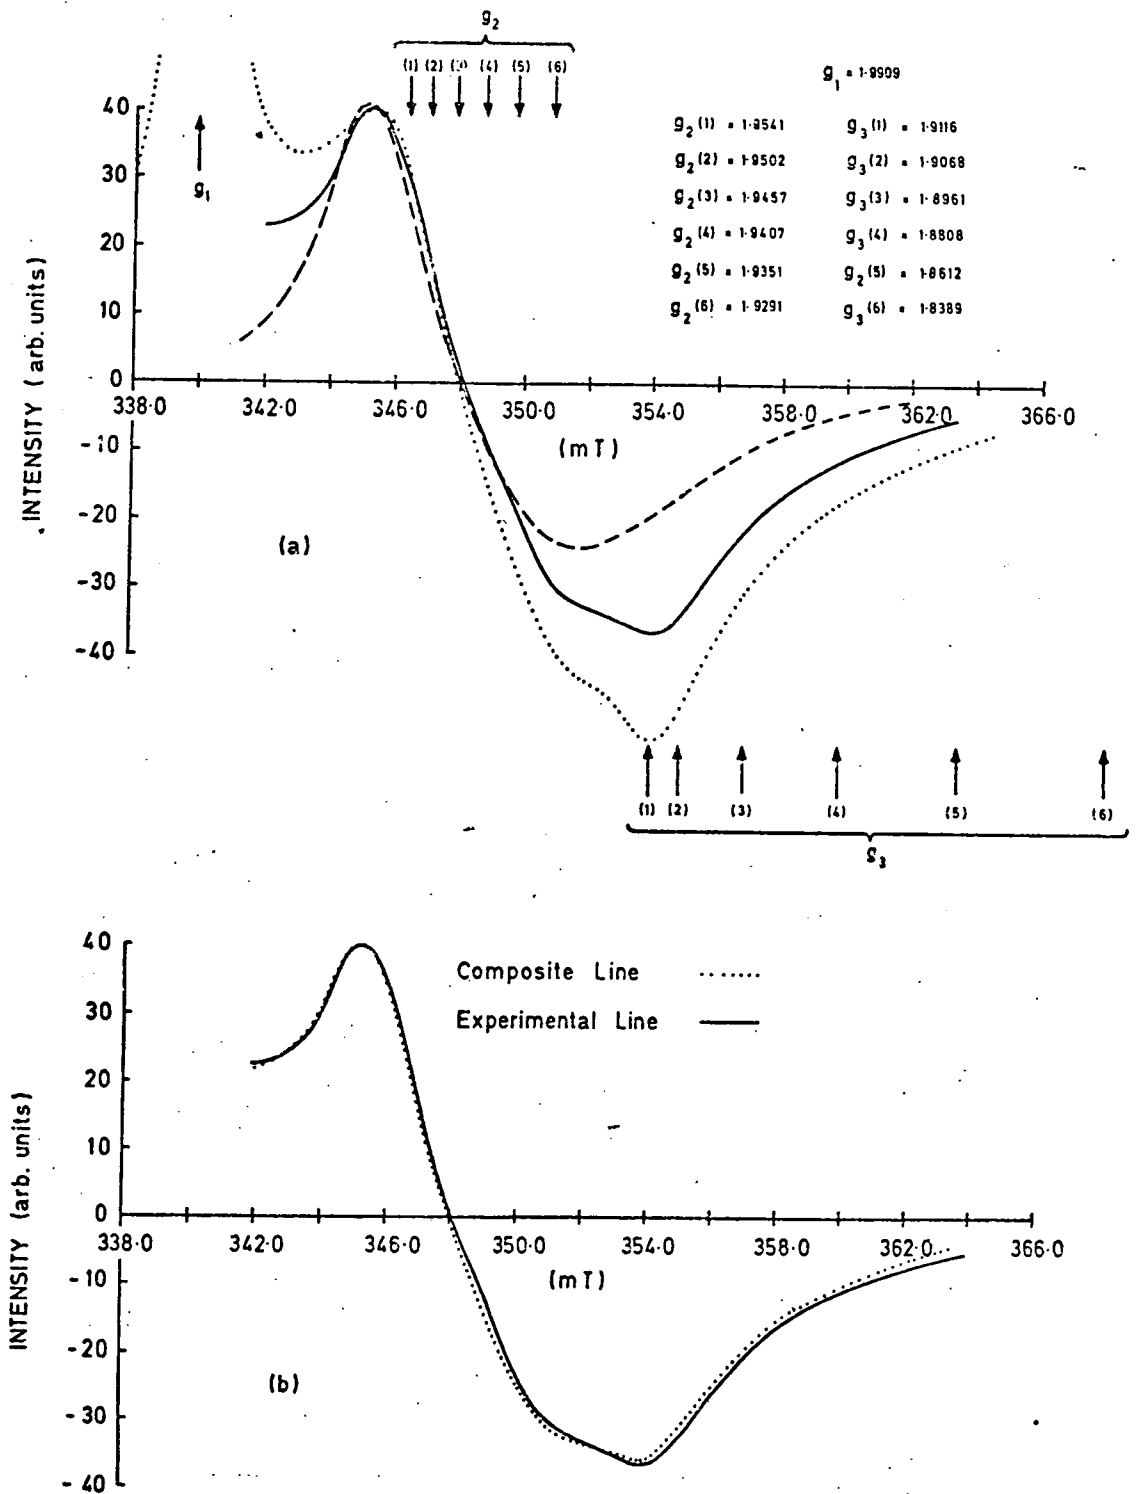 g2
(1) (2) (3) (4) (5) (6)
g1 = 1·9909
g2(1) = 1·9541 g3(1) = 1·9116
g2(2) = 1·9502 g3(2) = 1·9068
g2(3) = 1·9457 g3(3) = 1·8961
g2(4) = 1·9407 g3(4) = 1·8808
g2(5) = 1·9351 g2(5) = 1·8612
g2(6) = 1·9291 g3(6) = 1·8389
g1
INTENSITY (arb. units)
40
30
20
10
0
-10
-20
-30
-40
338·0 342·0 346·0 350·0 354·0 358·0 362·0 366·0
(mT)
(a)
(1) (2) (3) (4) (5) (6)
g3
INTENSITY (arb. units)
40
30
20
10
0
-10
-20
-30
-40
Composite Line
Experimental Line
338·0 342·0 346·0 350·0 354·0 358·0 362·0 366·0
(mT)
(b)